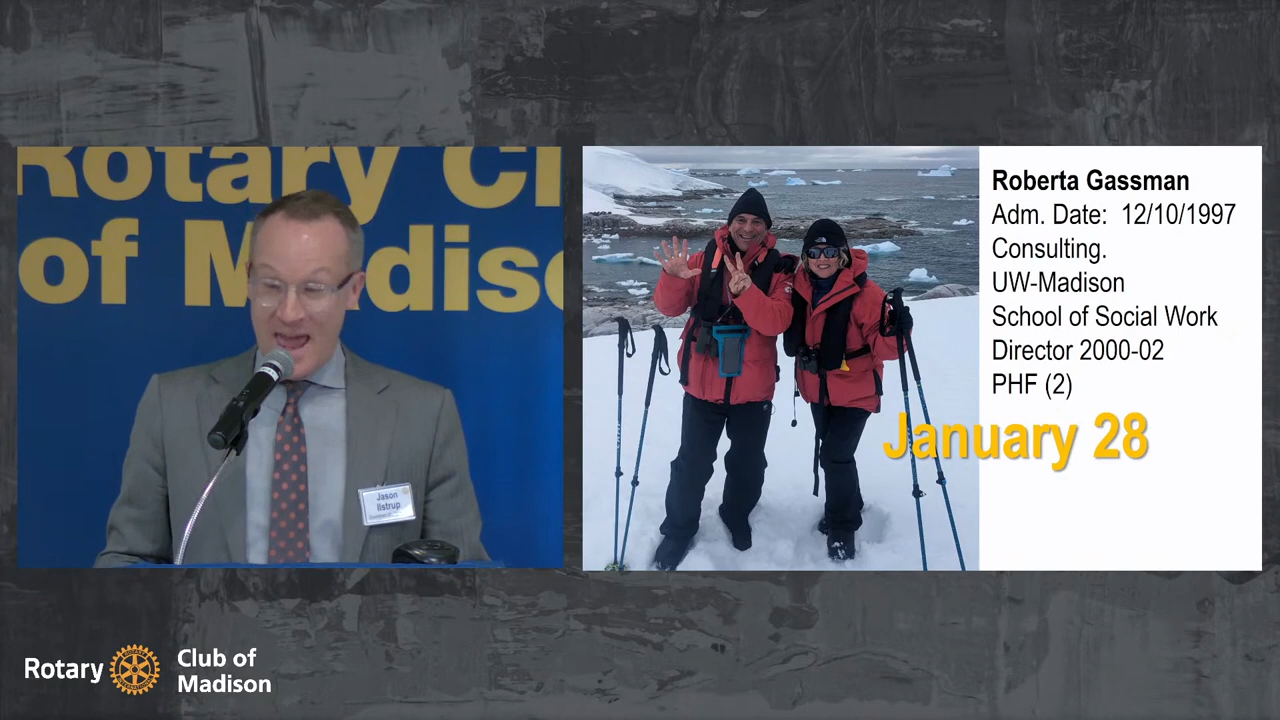 Rotary Cl
of Madiso
Jason
Ilstrup
Roberta Gassman
Adm. Date: 12/10/1997
Consulting.
UW-Madison
School of Social Work
Director 2000-02
PHF (2)
January 28
Rotary
Club of
Madison